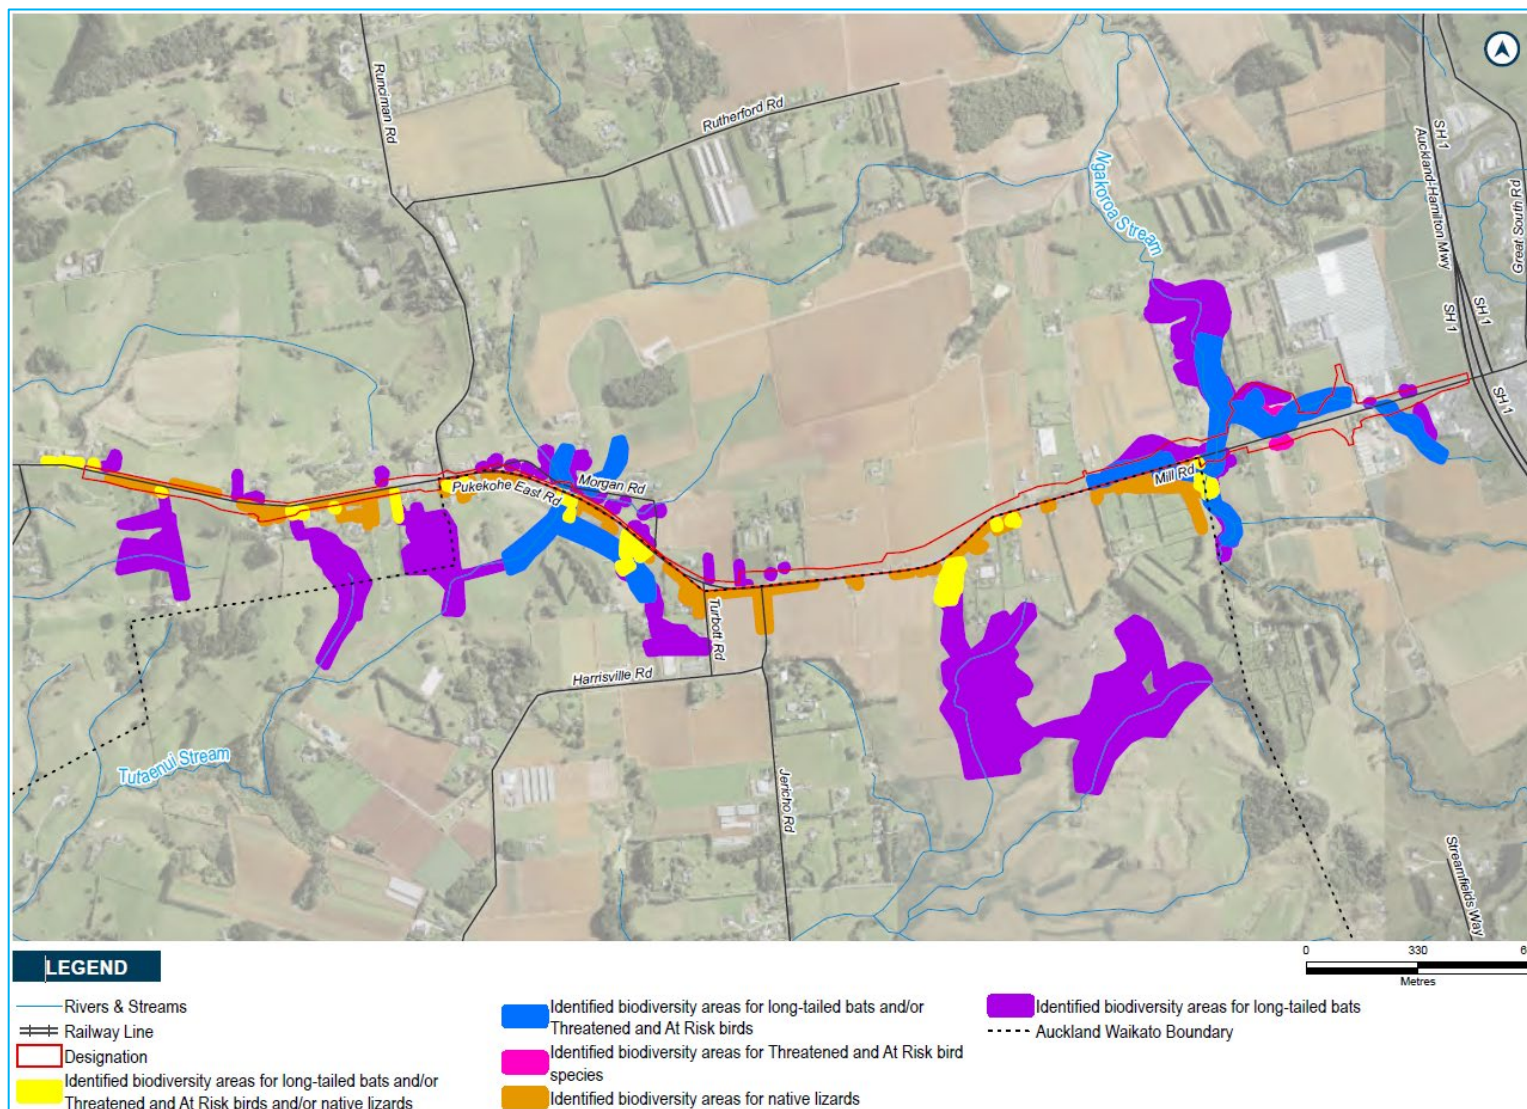 Runciman Rd
Rutherford Rd
Ngakoroa Stream
SH 1
Auckland-Hamilton Mwy
Great South Rd
SH 1
SH 1
SH 1
Morgan Rd
Pukekohe East Rd
Mill Rd
Turbott Rd
Harrisville Rd
Tutaenui Stream
Jericho Rd
Streamfields Way
LEGEND
0 330
Metres
Rivers & Streams
Railway Line
Designation
Identified biodiversity areas for long-tailed bats and/or
Threatened and At Risk birds and/or native lizards
Identified biodiversity areas for long-tailed bats and/or
Threatened and At Risk birds
Identified biodiversity areas for Threatened and At Risk bird
species
Identified biodiversity areas for native lizards
Identified biodiversity areas for long-tailed bats
Auckland Waikato Boundary